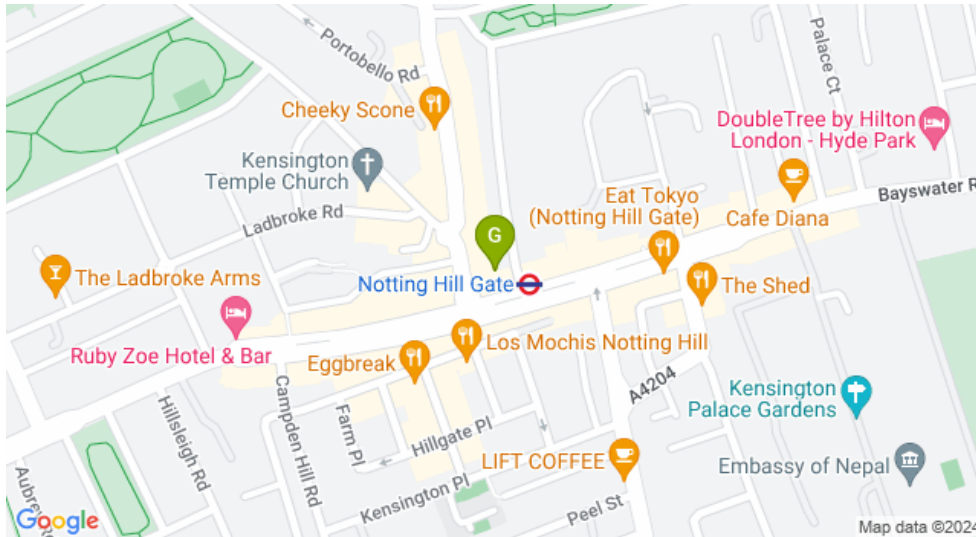 Portobello Rd
Palace Ct
Cheeky Scone
DoubleTree by Hilton
London - Hyde Park
Kensington
Temple Church
Ladbroke Rd
Eat Tokyo
(Notting Hill Gate)
Cafe Diana
Bayswater R
G
The Ladbroke Arms
Notting Hill Gate
The Shed
Ruby Zoe Hotel & Bar
Los Mochis Notting Hill
Eggbreak
A4204
Kensington
Palace Gardens
Campden Hill Rd
Hillsleigh Rd
Farm Pl
Hillgate Pl
LIFT COFFEE
Embassy of Nepal
Aubrey
Kensington Pl
Peel St
Google
Map data ©2024